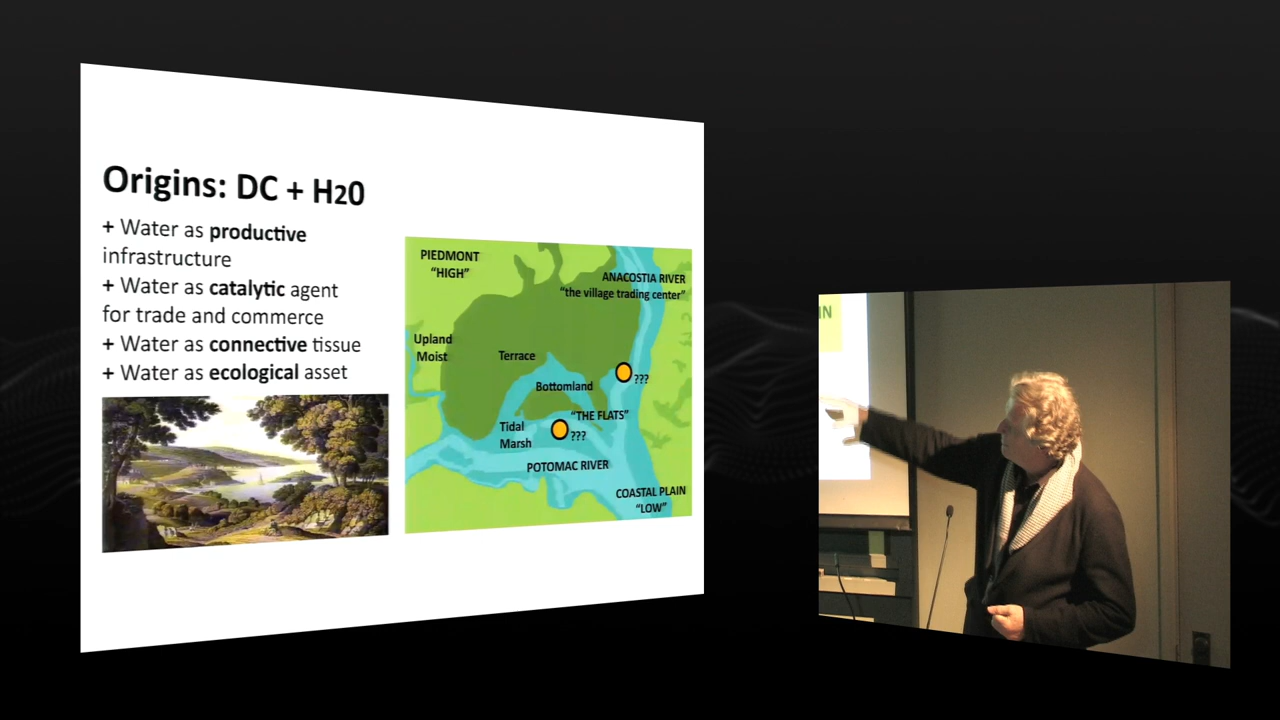 Origins: DC + H20
+ Water as productive
infrastructure
+ Water as catalytic agent
for trade and commerce
+ Water as connective tissue
+ Water as ecological asset
PIEDMONT
“HIGH”
ANACOSTIA RIVER
“the village trading center”
Upland
Moist
Terrace
Bottomland
???
“THE FLATS”
Tidal
Marsh
???
POTOMAC RIVER
COASTAL PLAIN
“LOW”
IN